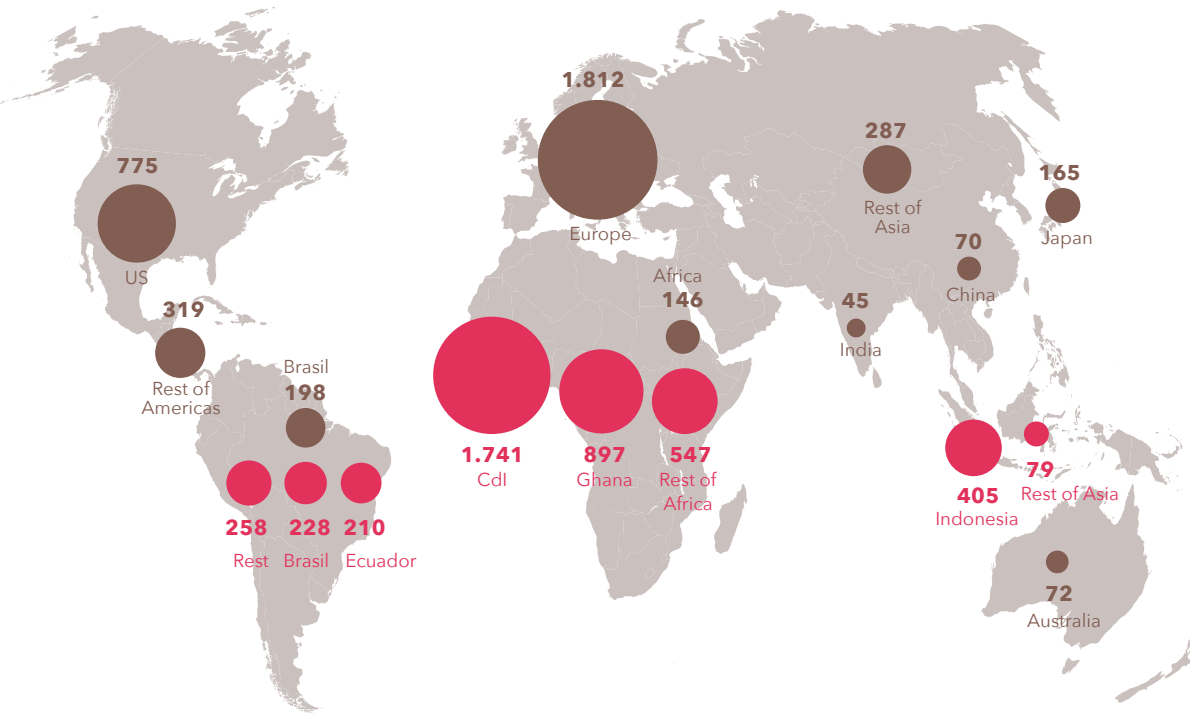 1.812
Europe
775
US
319
Rest of
Americas
Brasil
198
258
Rest
228
Brasil
210
Ecuador
1.741
CdI
897
Ghana
547
Rest of
Africa
Africa
146
287
Rest of
Asia
165
Japan
70
China
45
India
405
Indonesia
79
Rest of Asia
72
Australia